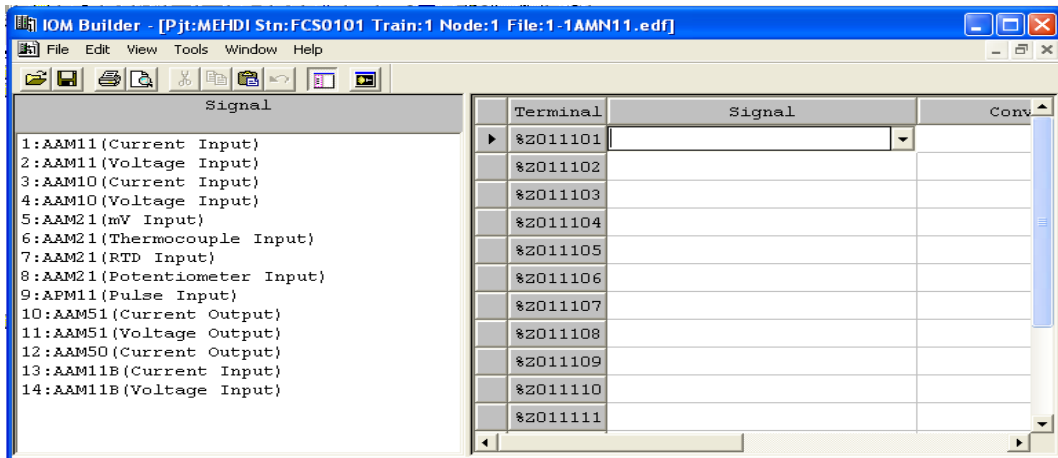 IOM Builder - [Pjt:MEHDI Stn:FCS0101 Train:1 Node:1 File:1-1AMN11.edf]
File Edit View Tools Window Help
Signal
1:AAM11(Current Input)
2:AAM11(Voltage Input)
3:AAM10(Current Input)
4:AAM10(Voltage Input)
5:AAM21(mV Input)
6:AAM21(Thermocouple Input)
7:AAM21(RTD Input)
8:AAM21(Potentiometer Input)
9:APM11(Pulse Input)
10:AAM51(Current Output)
11:AAM51(Voltage Output)
12:AAM50(Current Output)
13:AAM11B(Current Input)
14:AAM11B(Voltage Input)
Terminal Signal Conv
%Z011101
%Z011102
%Z011103
%Z011104
%Z011105
%Z011106
%Z011107
%Z011108
%Z011109
%Z011110
%Z011111